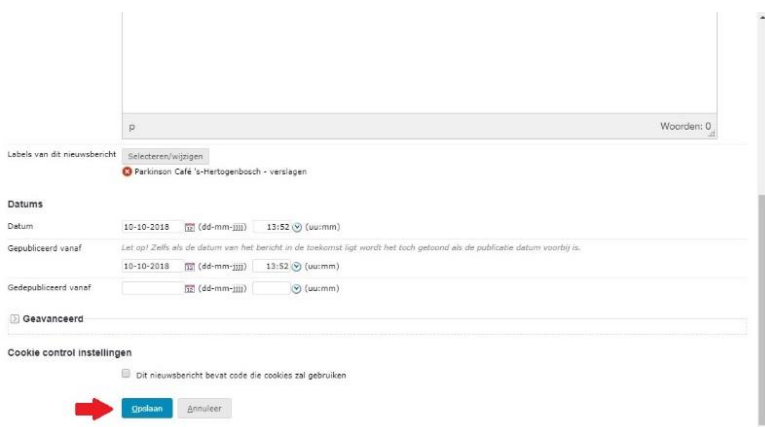 p Woorden: 0
Labels van dit nieuwsbericht Selecteren/wijzigen
Parkinson Café 's-Hertogenbosch - verslagen
Datums
Datum 10-10-2018 12 (dd-mm-jjjj) 13:52 (uu:mm)
Gepubliceerd vanaf Let op! Zelfs als de datum van het bericht in de toekomst ligt wordt het toch getoond als de publicatie datum voorbij is.
10-10-2018 12 (dd-mm-jjjj) 13:52 (uu:mm)
Gedepubliceerd vanaf 12 (dd-mm-jjjj) (uu:mm)
Geavanceerd
Cookie control instellingen
Dit nieuwsbericht bevat code die cookies zal gebruiken
Opslaan Annuleer